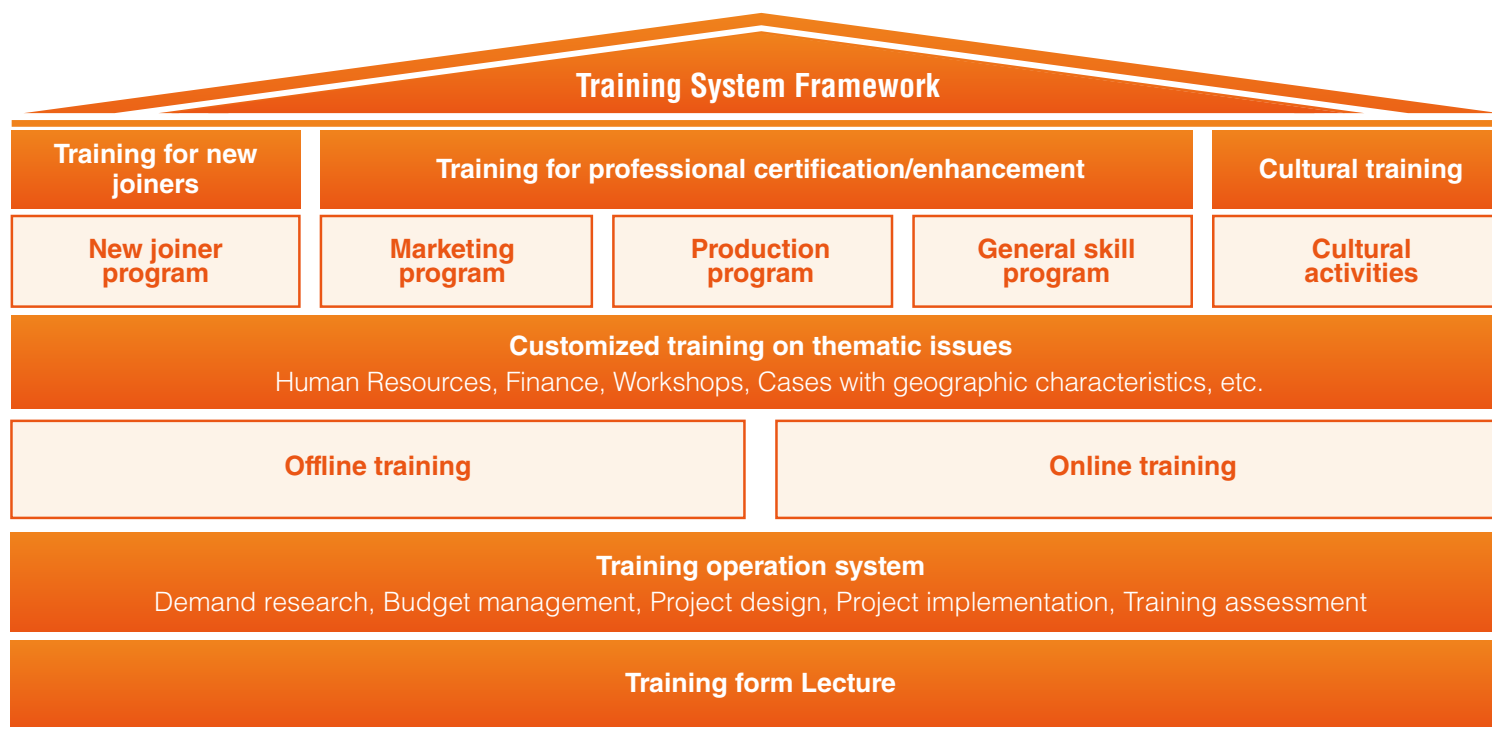 Training System Framework
Training for new
joiners
Training for professional certification/enhancement
Cultural training
New joiner
program
Marketing
program
Production
program
General skill
program
Cultural
activities
Customized training on thematic issues
Human Resources, Finance, Workshops, Cases with geographic characteristics, etc.
Offline training
Online training
Training operation system
Demand research, Budget management, Project design, Project implementation, Training assessment
Training form Lecture